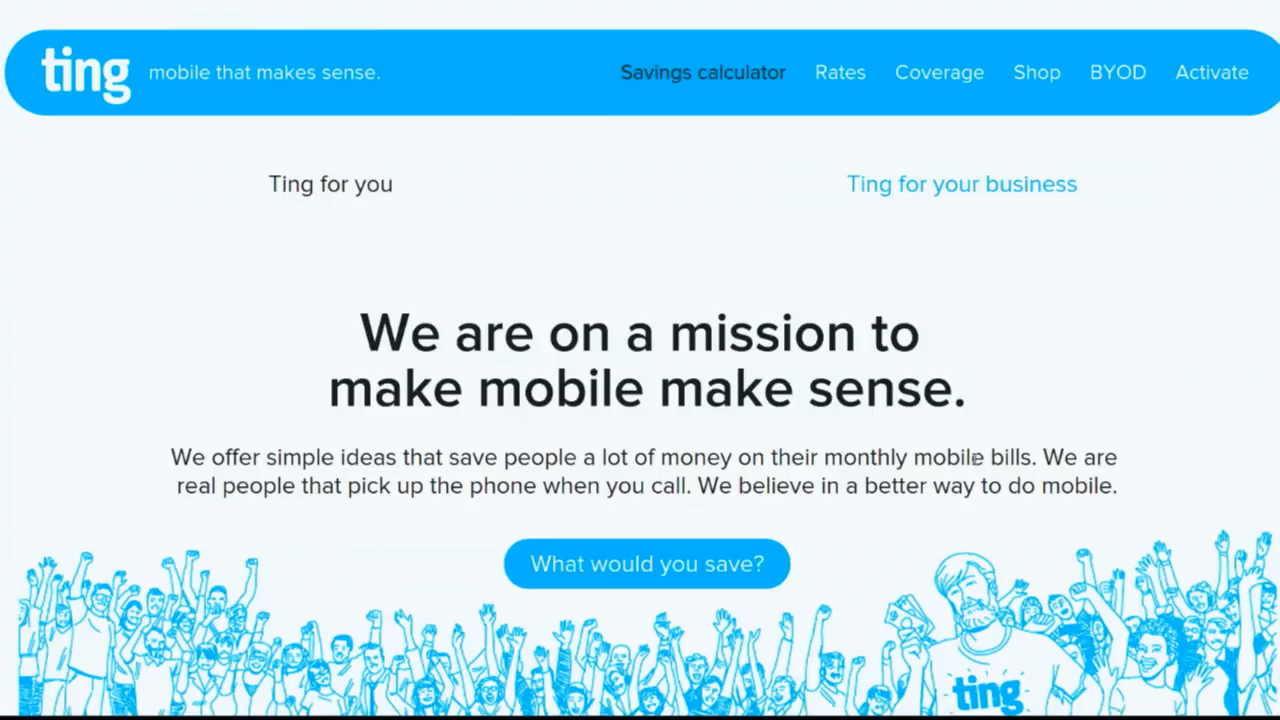 ting mobile that makes sense. Savings calculator Rates Coverage Shop BYOD Activate
Ting for you Ting for your business
We are on a mission to
make mobile make sense.
We offer simple ideas that save people a lot of money on their monthly mobile bills. We are
real people that pick up the phone when you call. We believe in a better way to do mobile.
What would you save?
ting